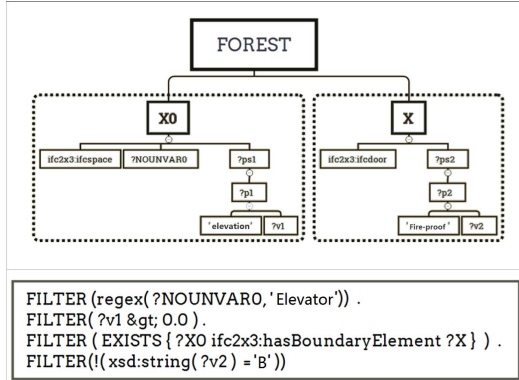 FOREST
X0
X
ifc2x3:ifcspace ?NOUNVAR0 ?ps1
ifc2x3:ifcdoor ?ps2
?p1
?p2
'elevation' ?v1
'Fire-proof' ?v2
FILTER(regex(?NOUNVAR0,'Elevator')) .
FILTER(?v1 &gt; 0.0 ) .
FILTER ( EXISTS { ?X0 ifc2x3:hasBoundaryElement ?X } ) .
FILTER(!( xsd:string( ?v2 ) ='B' ))